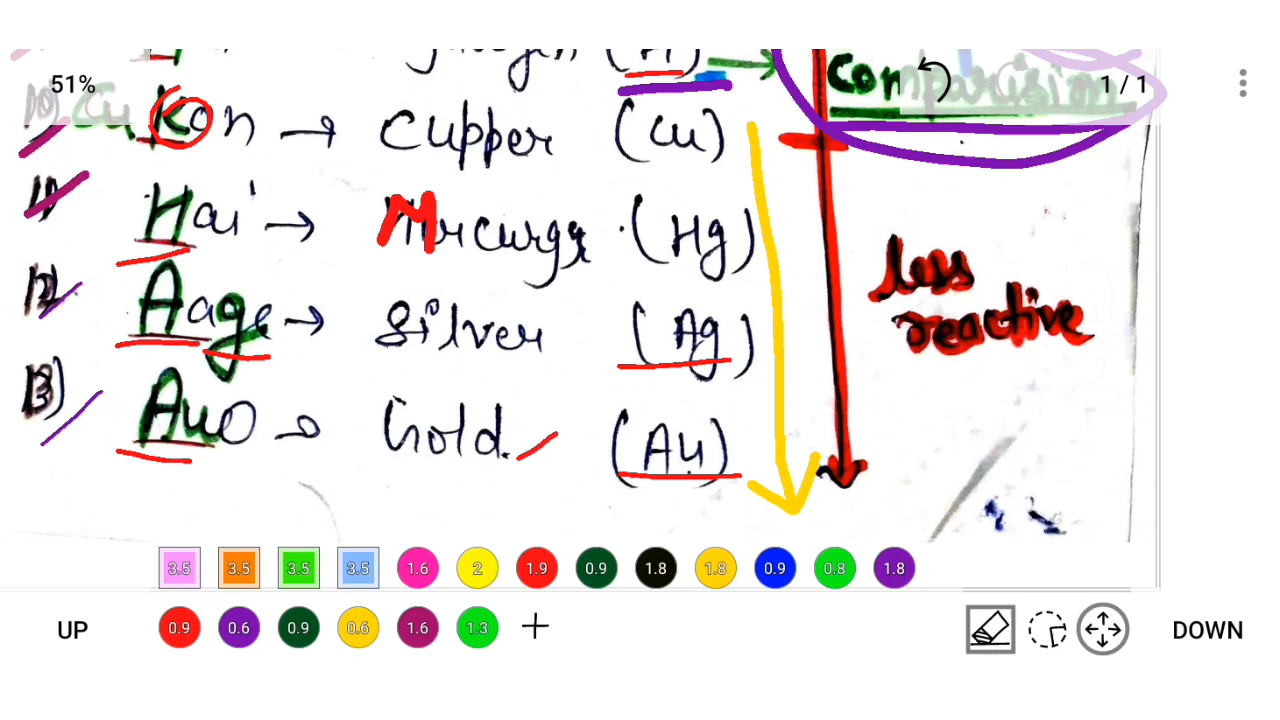 (H)
51%
Comparision
1/1
10) Cu Kon → Cupper (Cu)
11) Hai → Mercurgy (Hg)
less
reactive
12) Aage → Silver (Ag)
13) AuO → Gold. (Au)
3.5 3.5 3.5 3.5 1.6 2 1.9 0.9 1.8 1.8 0.9 0.8 1.8
UP 0.9 0.6 0.9 0.6 1.6 1.3 + DOWN